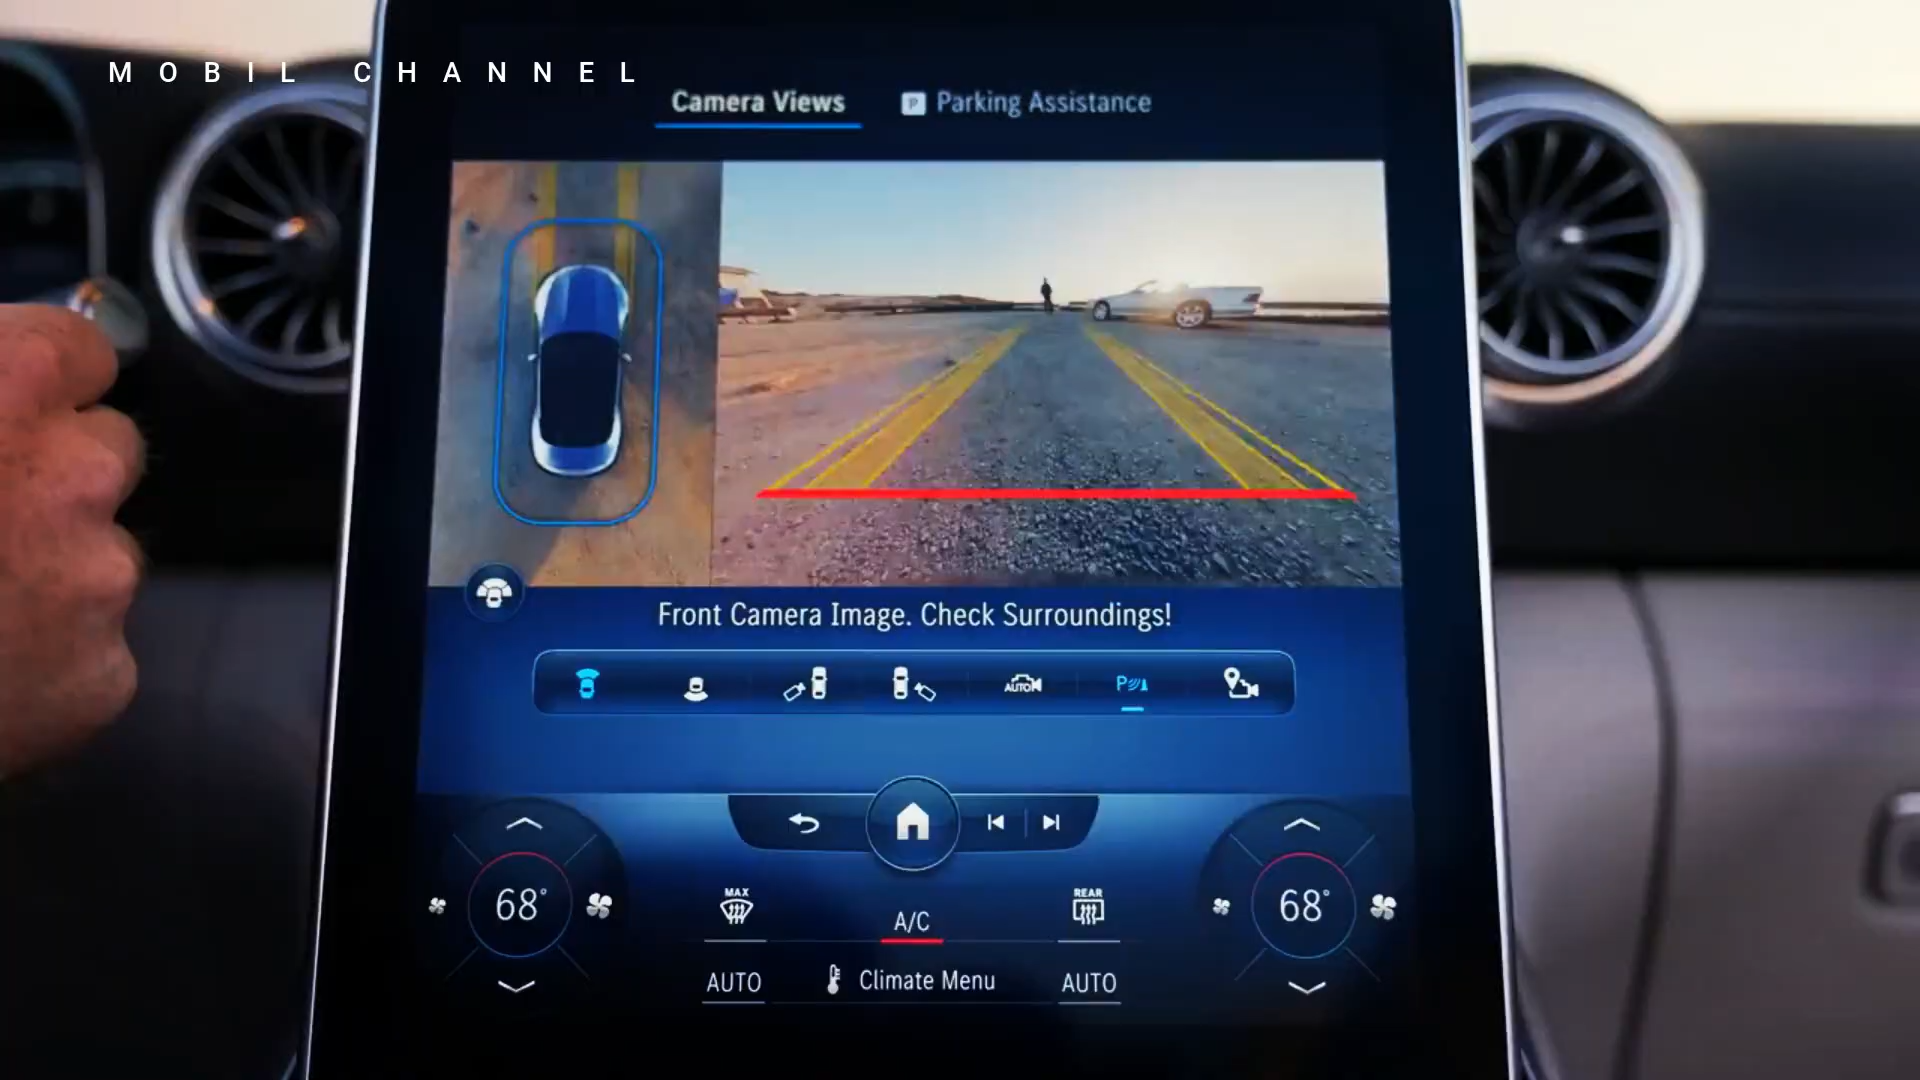 MOBIL CHANNEL
Camera Views
P Parking Assistance
Front Camera Image. Check Surroundings!
AUTO
P
68°
MAX
A/C
REAR
68°
AUTO
Climate Menu
AUTO